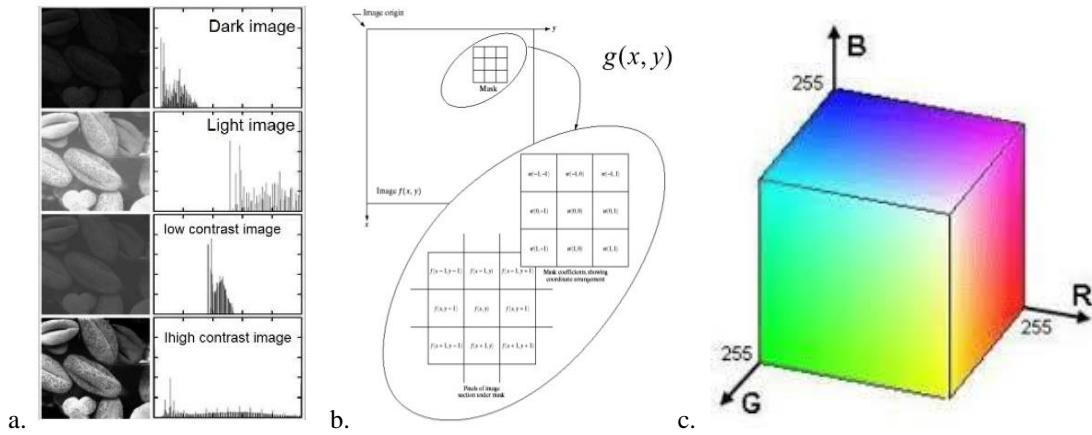 Dark image
Light image
low contrast image
lhigh contrast image
a.
Image origin
y
g(x, y)
Mask
Image f(x, y)
x
w(−1, −1) w(−1, 0) w(−1, 1)
w(0, −1) w(0, 0) w(0, 1)
w(1, −1) w(1, 0) w(1, 1)
Mask coefficients, showing
coordinate arrangement
f(x − 1, y − 1) f(x − 1, y) f(x − 1, y + 1)
f(x, y − 1) f(x, y) f(x, y + 1)
f(x + 1, y − 1) f(x + 1, y) f(x + 1, y + 1)
Pixels of image
section under mask
b.
B
255
R
255
255
G
c.